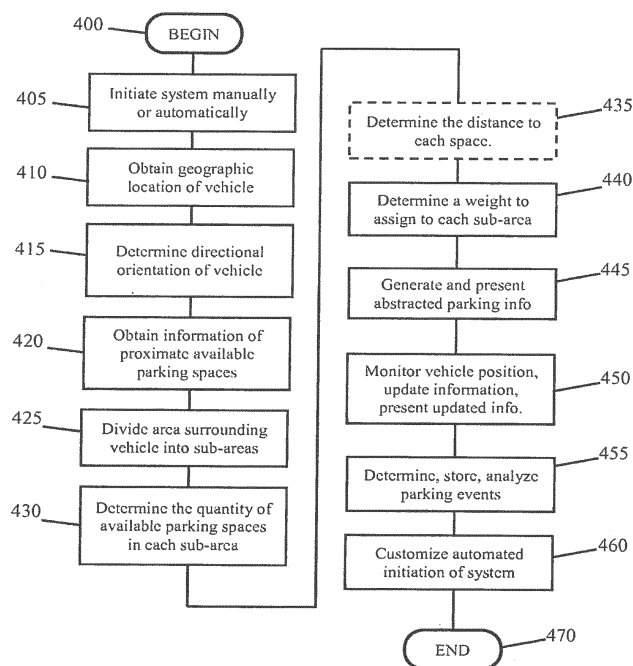 400
BEGIN
405
Initiate system manually
or automatically
410
Obtain geographic
location of vehicle
415
Determine directional
orientation of vehicle
420
Obtain information of
proximate available
parking spaces
425
Divide area surrounding
vehicle into sub-areas
430
Determine the quantity of
available parking spaces
in each sub-area
435
Determine the distance to
each space.
440
Determine a weight to
assign to each sub-area
445
Generate and present
abstracted parking info
450
Monitor vehicle position,
update information,
present updated info.
455
Determine, store, analyze
parking events
460
Customize automated
initiation of system
END
470